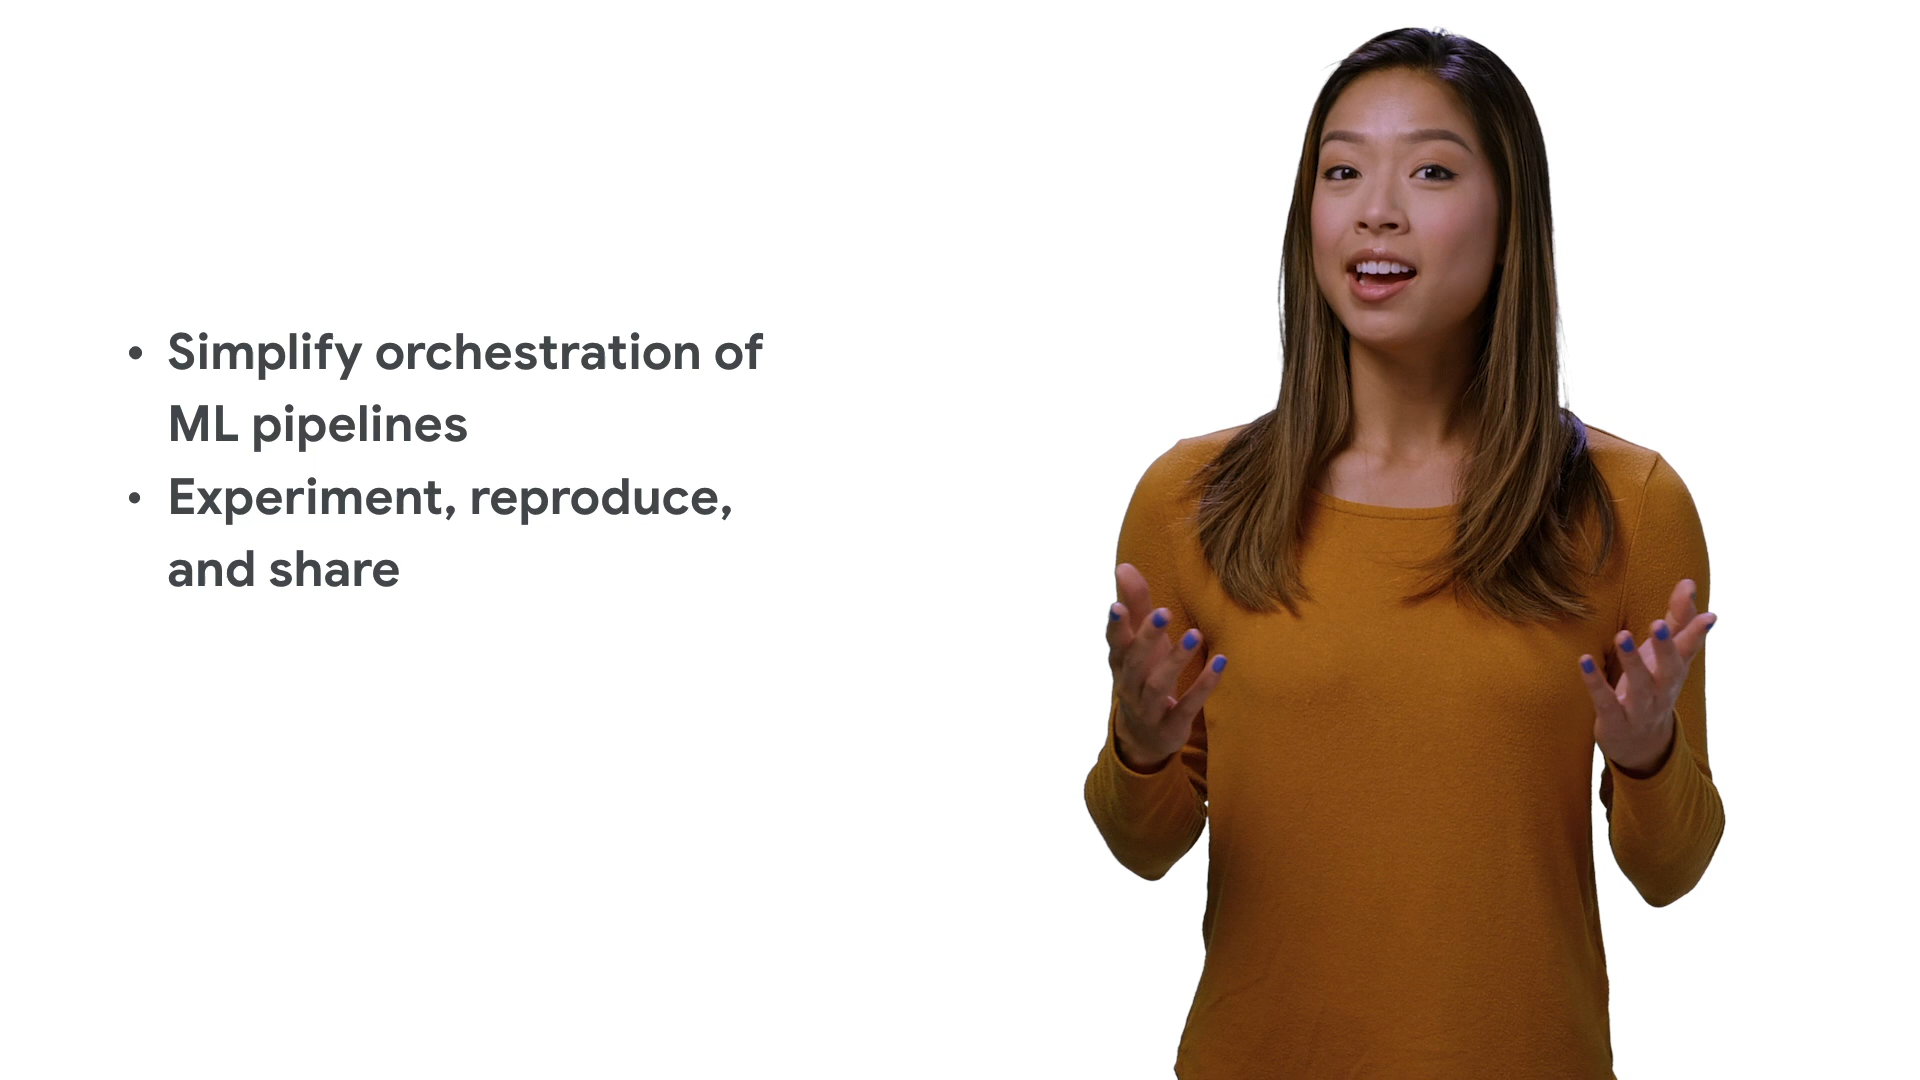 • Simplify orchestration of
ML pipelines
• Experiment, reproduce,
and share